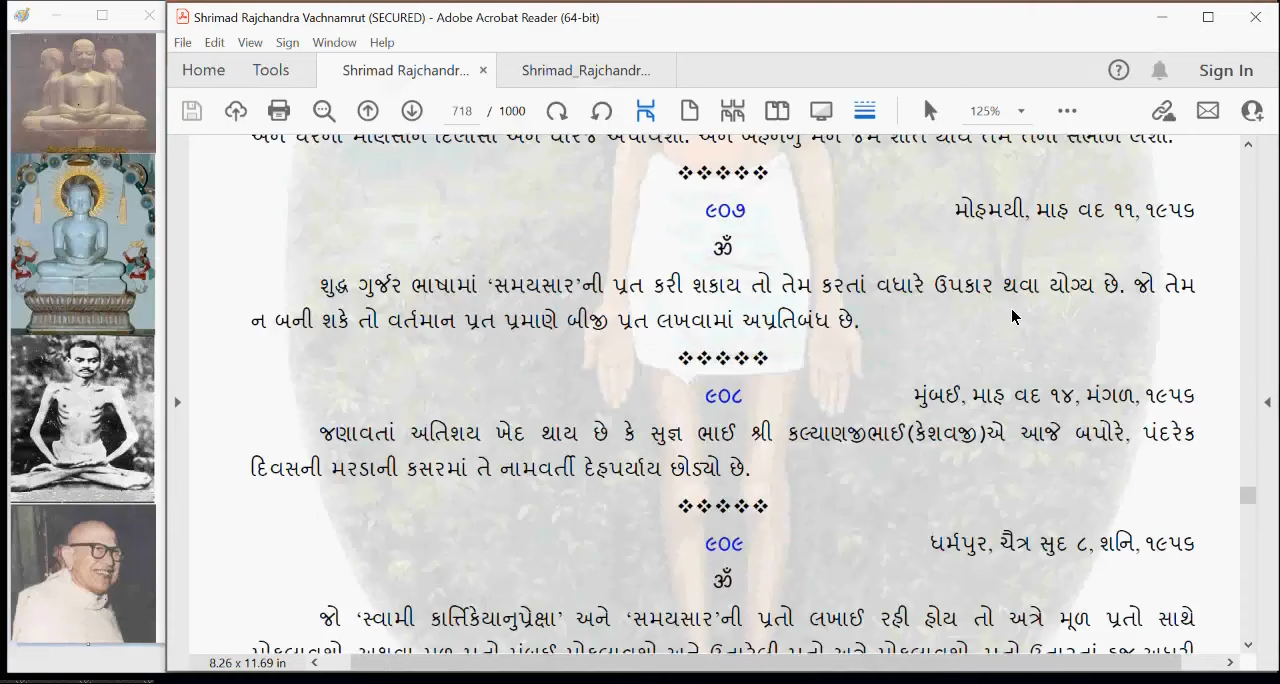 Shrimad Rajchandra Vachnamrut (SECURED) - Adobe Acrobat Reader (64-bit)
File Edit View Sign Window Help
Home Tools Shrimad Rajchandr... × Shrimad_Rajchandr... Sign In
718 / 1000 125%
❖❖❖❖❖
૯૦૭ મોહમયી, માહ વદ ૧૧, ૧૯૫૬
ૐ
શુદ્ધ ગુર્જર ભાષામાં ‘સમયસાર’ની પ્રત કરી શકાય તો તેમ કરતાં વધારે ઉપકાર થવા યોગ્ય છે. જો તેમ
ન બની શકે તો વર્તમાન પ્રત પ્રમાણે બીજી પ્રત લખવામાં અપ્રતિબંધ છે.
❖❖❖❖❖
૯૦૮ મુંબઈ, માહ વદ ૧૪, મંગળ, ૧૯૫૬
જણાવતાં અતિશય ખેદ થાય છે કે સુજ્ઞ ભાઈ શ્રી કલ્યાણજીભાઈ(કેશવજી)એ આજે બપોરે, પંદરેક
દિવસની મરડાની કસરમાં તે નામવર્તી દેહપર્યાય છોડ્યો છે.
❖❖❖❖❖
૯૦૯ ધર્મપુર, ચૈત્ર સુદ ૮, શનિ, ૧૯૫૬
ૐ
જો ‘સ્વામી કાર્ત્તિકેયાનુપ્રેક્ષા’ અને ‘સમયસાર’ની પ્રતો લખાઈ રહી હોય તો અત્રે મૂળ પ્રતો સાથે
8.26 x 11.69 in